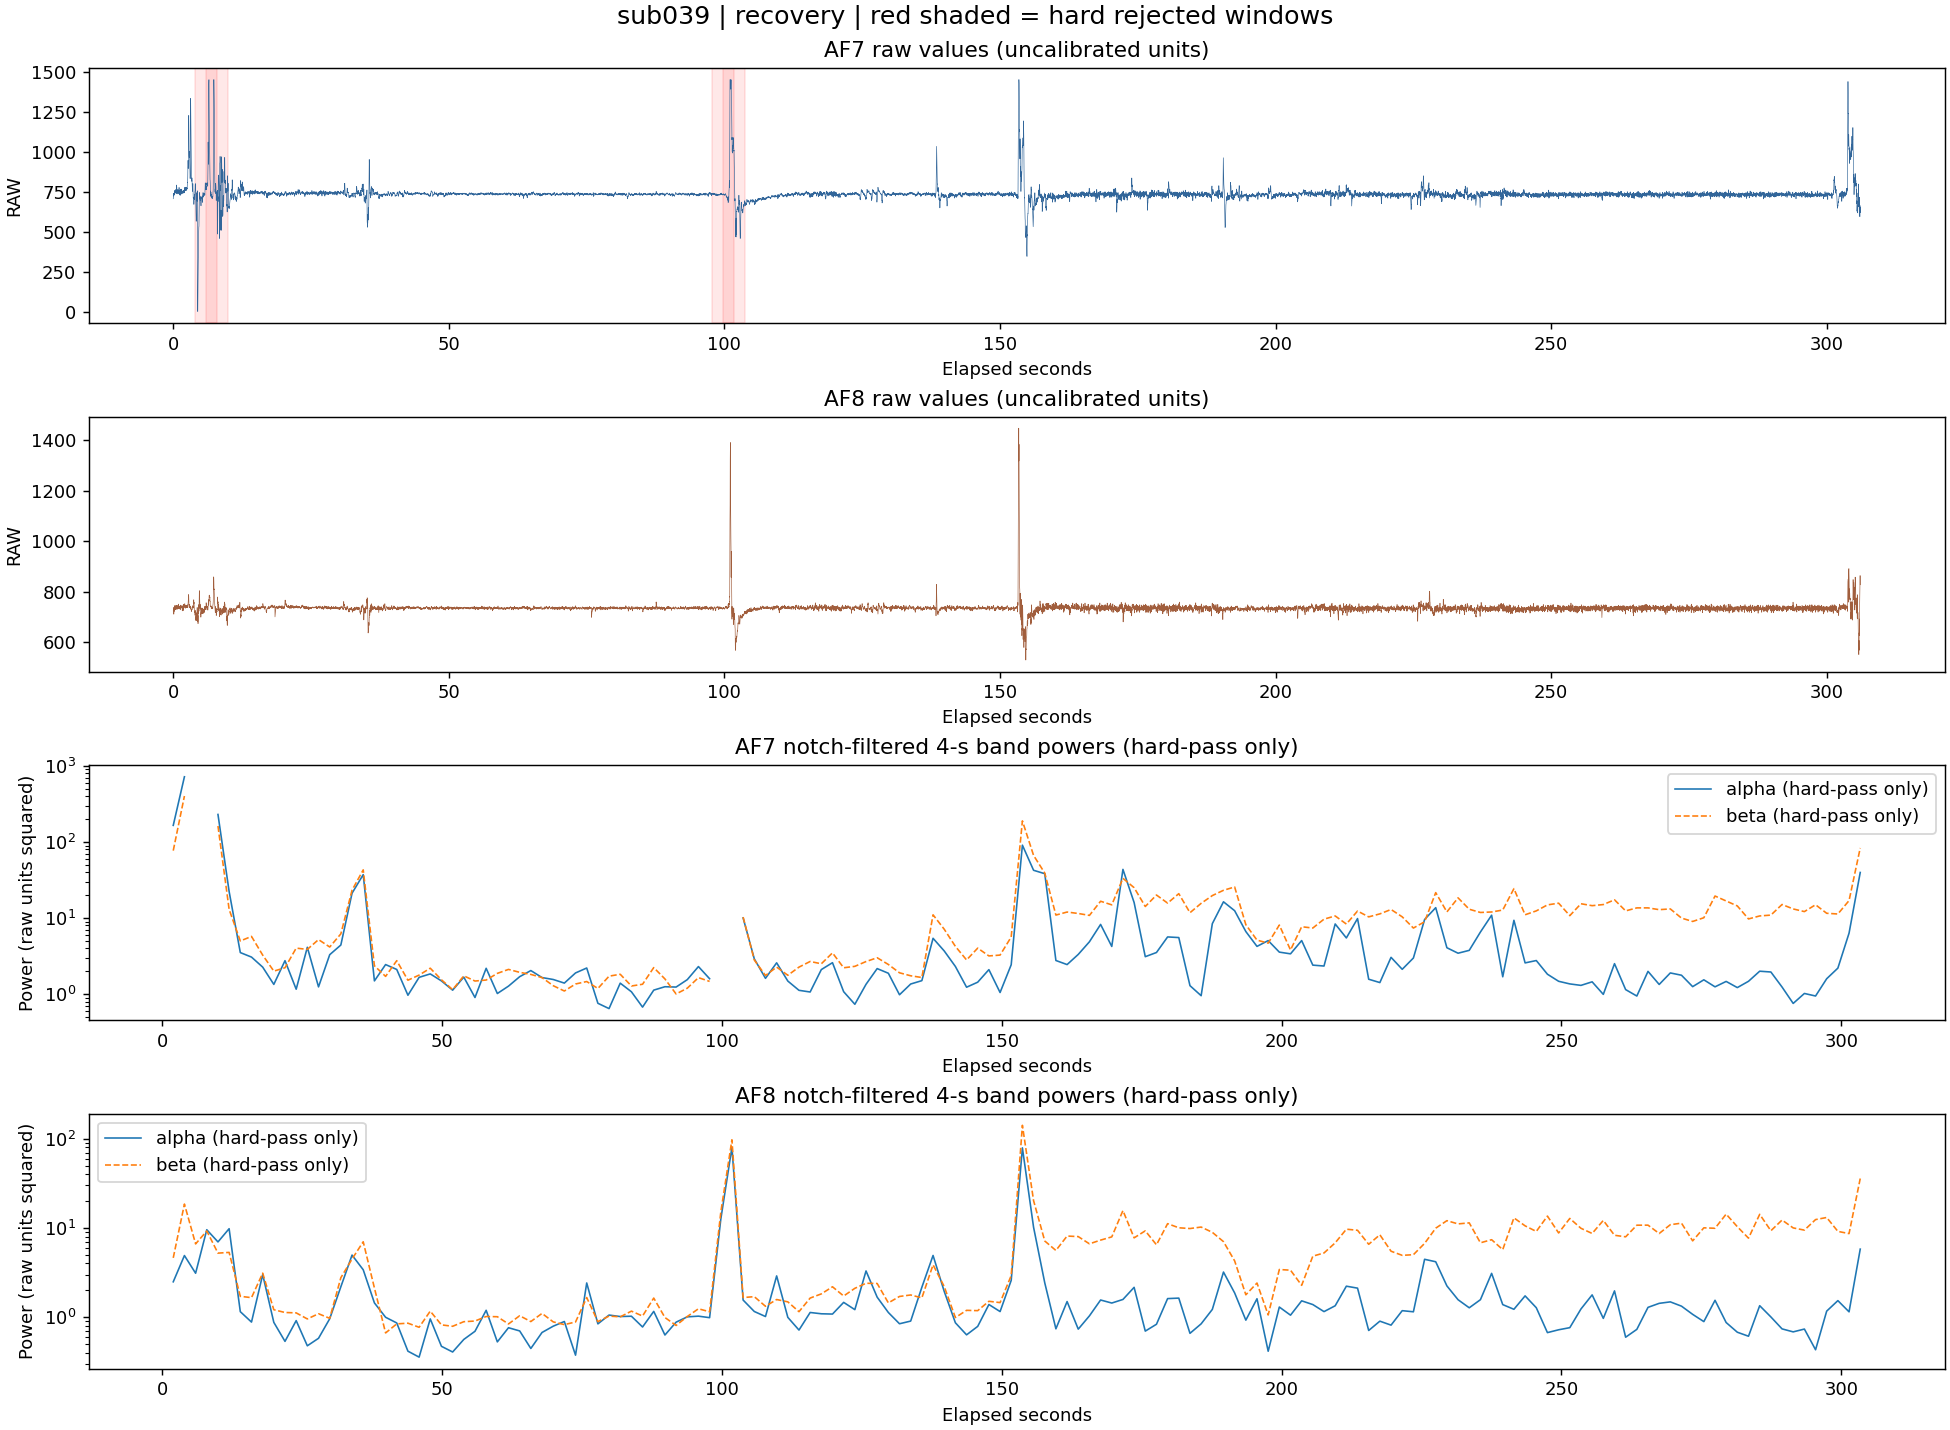 sub039 | recovery | red shaded = hard rejected windows
AF7 raw values (uncalibrated units)
RAW
1500
1250
1000
750
500
250
0
0 50 100 150 200 250 300
Elapsed seconds
AF8 raw values (uncalibrated units)
RAW
1400
1200
1000
800
600
0 50 100 150 200 250 300
Elapsed seconds
AF7 notch-filtered 4-s band powers (hard-pass only)
Power (raw units squared)
10³
10²
10¹
10⁰
alpha (hard-pass only)
beta (hard-pass only)
0 50 100 150 200 250 300
Elapsed seconds
AF8 notch-filtered 4-s band powers (hard-pass only)
Power (raw units squared)
10²
10¹
10⁰
alpha (hard-pass only)
beta (hard-pass only)
0 50 100 150 200 250 300
Elapsed seconds